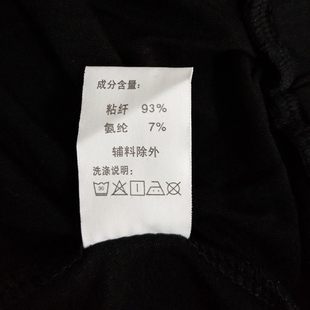 成分含量：
粘纤 93%
氨纶 7%
辅料除外
洗涤说明：